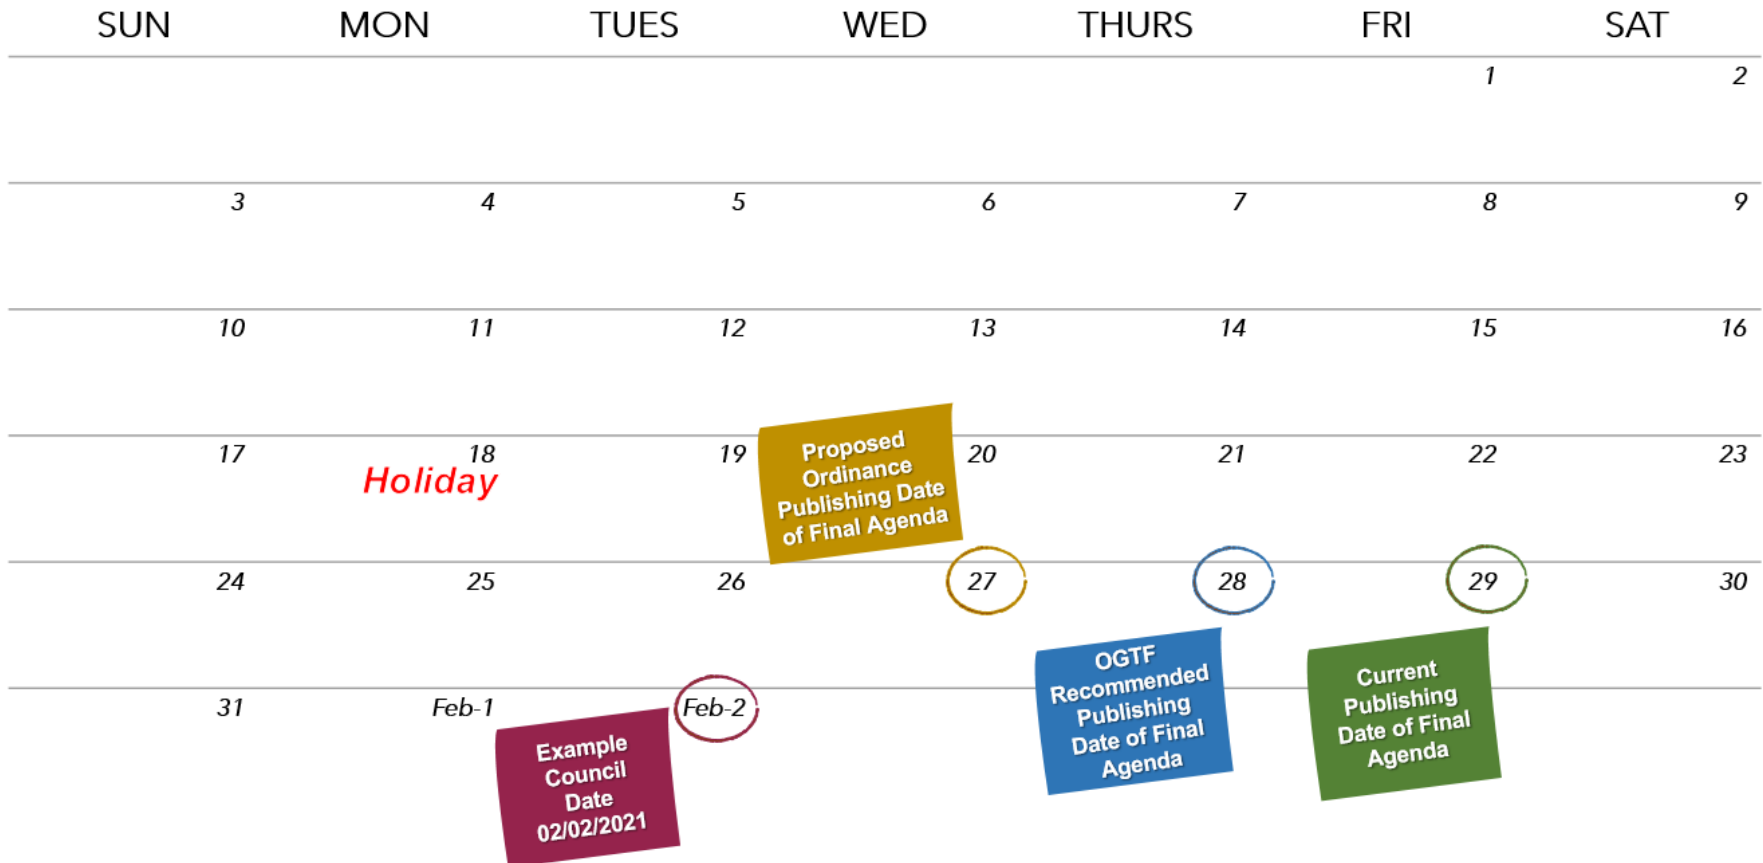 SUN MON TUES WED THURS FRI SAT
1 2
3 4 5 6 7 8 9
10 11 12 13 14 15 16
17 18 19 20 21 22 23
Holiday
Proposed
Ordinance
Publishing Date
of Final Agenda
24 25 26 27 28 29 30
31 Feb-1 Feb-2
Example
Council
Date
02/02/2021
OGTF
Recommended
Publishing
Date of Final
Agenda
Current
Publishing
Date of Final
Agenda